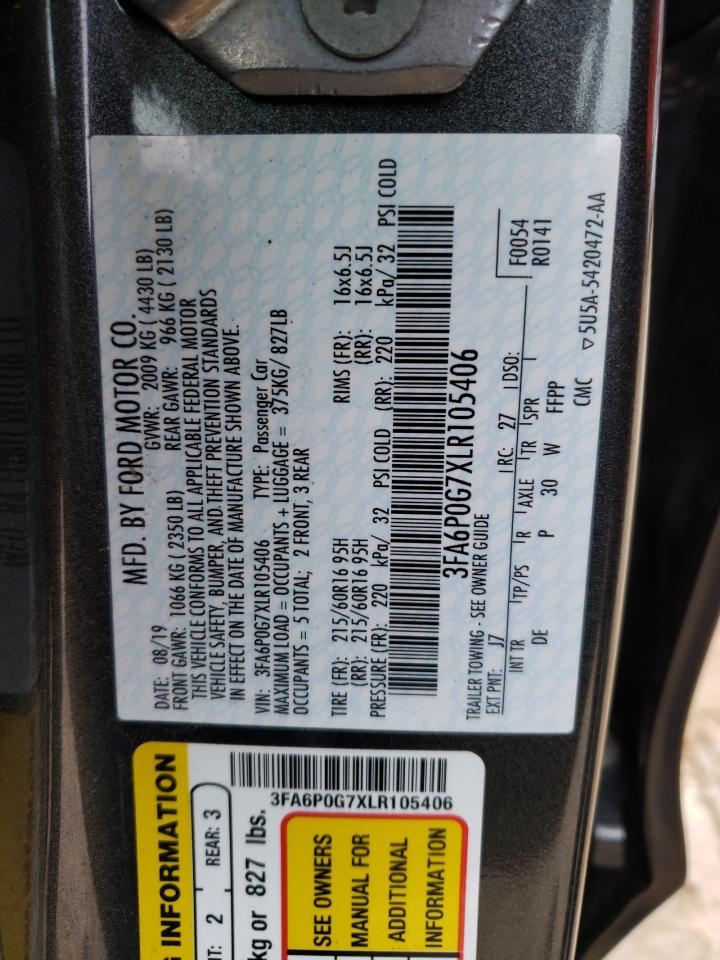 MFD. BY FORD MOTOR CO.
DATE: 08/19 GVWR: 2009 KG ( 4430 LB)
FRONT GAWR: 1066 KG ( 2350 LB) REAR GAWR: 966 KG ( 2130 LB)
THIS VEHICLE CONFORMS TO ALL APPLICABLE FEDERAL MOTOR
VEHICLE SAFETY, BUMPER, AND THEFT PREVENTION STANDARDS
IN EFFECT ON THE DATE OF MANUFACTURE SHOWN ABOVE.
VIN: 3FA6P0G7XLR105406 TYPE: Passenger Car
MAXIMUM LOAD = OCCUPANTS + LUGGAGE = 375KG/ 827LB
OCCUPANTS = 5 TOTAL; 2 FRONT, 3 REAR
TIRE (FR): 215/60R16 95H RIMS (FR): 16x6.5J
(RR): 215/60R16 95H (RR): 16x6.5J
PRESSURE (FR): 220 kPa/ 32 PSI COLD (RR): 220 kPa/ 32 PSI COLD
3FA6P0G7XLR105406
TRAILER TOWING - SEE OWNER GUIDE
EXT PNT: J7 RC: 27 DSO: F0054
R0141
INT TR TP/PS R AXLE TR SPR
DE P 30 W FFPP
CMC ▽5U5A-5420472-AA
3FA6P0G7XLR105406
INFORMATION
2 REAR: 3
kg or 827 lbs.
SEE OWNERS
MANUAL FOR
ADDITIONAL
INFORMATION